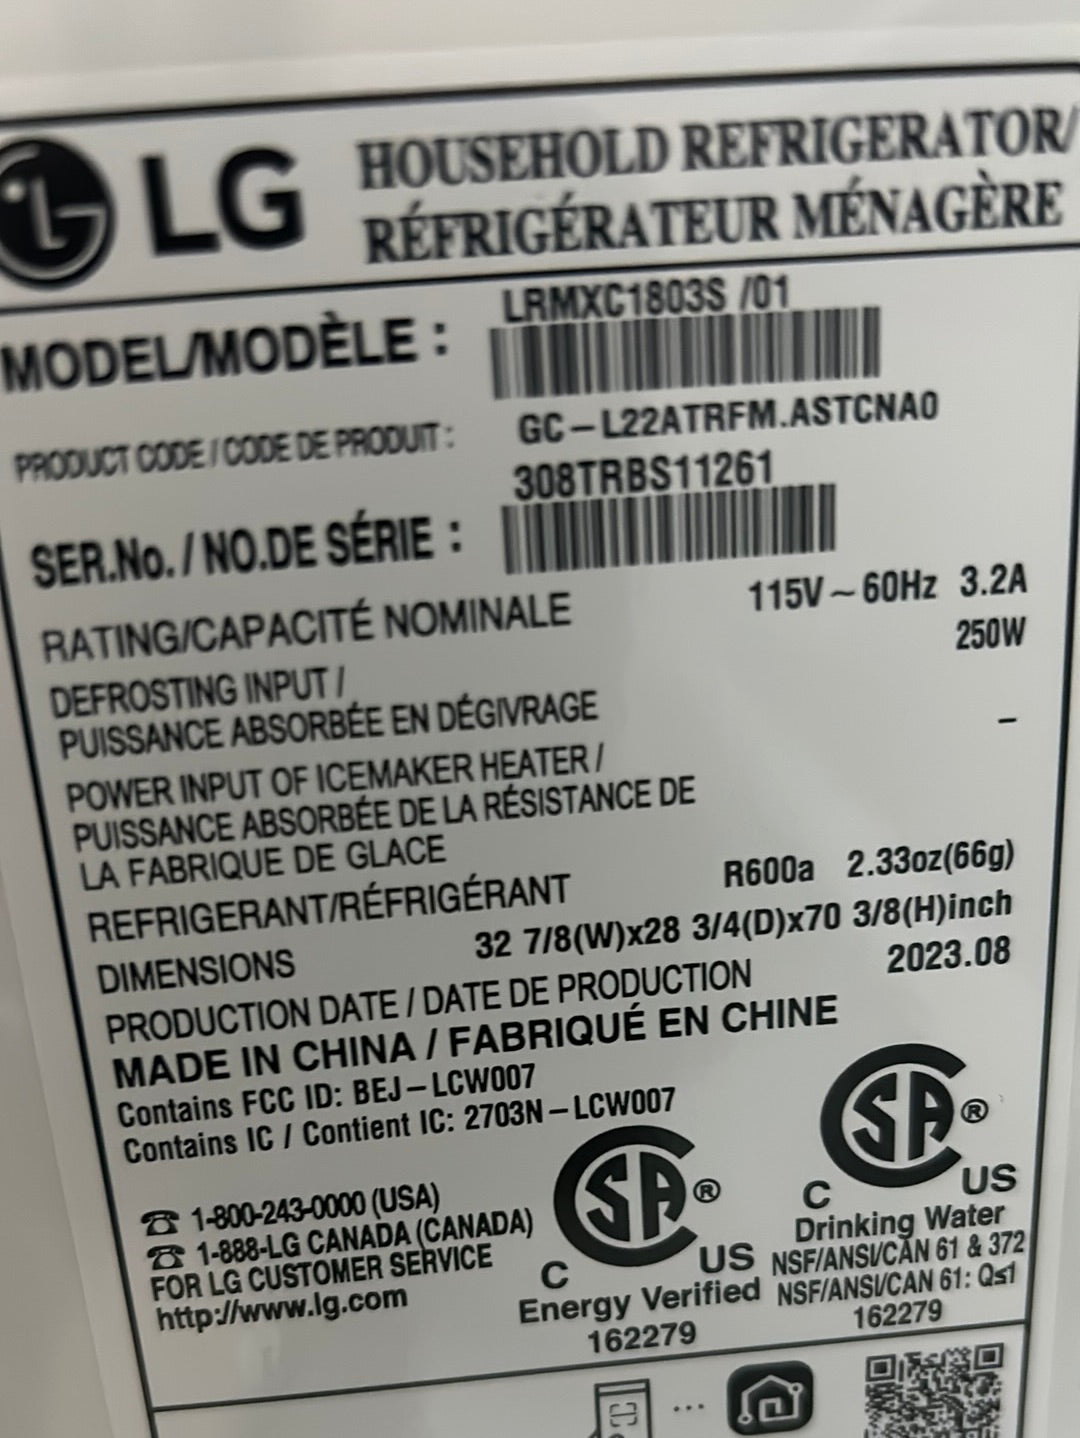 LG HOUSEHOLD REFRIGERATOR/
RÉFRIGÉRATEUR MÉNAGÈRE
LRMXC1803S /01
MODEL/MODÈLE :
PRODUCT CODE / CODE DE PRODUIT : GC-L22ATRFM.ASTCNA0
308TRBS11261
SER.No. / NO.DE SÉRIE :
RATING/CAPACITÉ NOMINALE 115V~60Hz 3.2A
DEFROSTING INPUT / 250W
PUISSANCE ABSORBÉE EN DÉGIVRAGE
POWER INPUT OF ICEMAKER HEATER / –
PUISSANCE ABSORBÉE DE LA RÉSISTANCE DE
LA FABRIQUE DE GLACE
REFRIGERANT/RÉFRIGÉRANT R600a 2.33oz(66g)
DIMENSIONS 32 7/8(W)x28 3/4(D)x70 3/8(H)inch
PRODUCTION DATE / DATE DE PRODUCTION 2023.08
MADE IN CHINA / FABRIQUÉ EN CHINE
Contains FCC ID: BEJ-LCW007
Contains IC / Contient IC: 2703N-LCW007
1-800-243-0000 (USA)
1-888-LG CANADA (CANADA)
FOR LG CUSTOMER SERVICE
http://www.lg.com
CSA®
C US
Energy Verified
162279
CSA®
C US
Drinking Water
NSF/ANSI/CAN 61 & 372
NSF/ANSI/CAN 61: Q≤1
162279